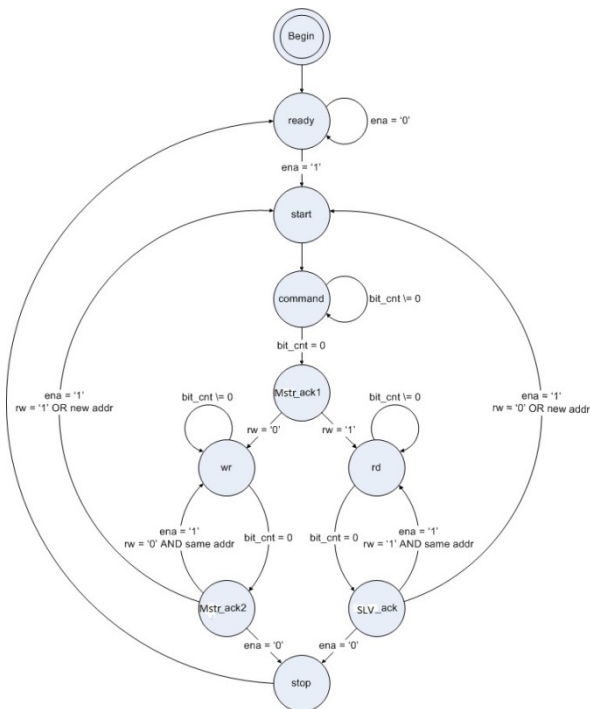 Begin
ready
ena = '0'
ena = '1'
start
command
bit_cnt \= 0
bit_cnt = 0
Mstr_ack1
ena = '1'
rw = '1' OR new addr
bit_cnt \= 0
bit_cnt \= 0
ena = '1'
rw = '0' OR new addr
rw = '0'
rw = '1'
wr
rd
ena = '1'
rw = '0' AND same addr
bit_cnt = 0
bit_cnt = 0
ena = '1'
rw = '1' AND same addr
Mstr_ack2
SLV_ack
ena = '0'
ena = '0'
stop